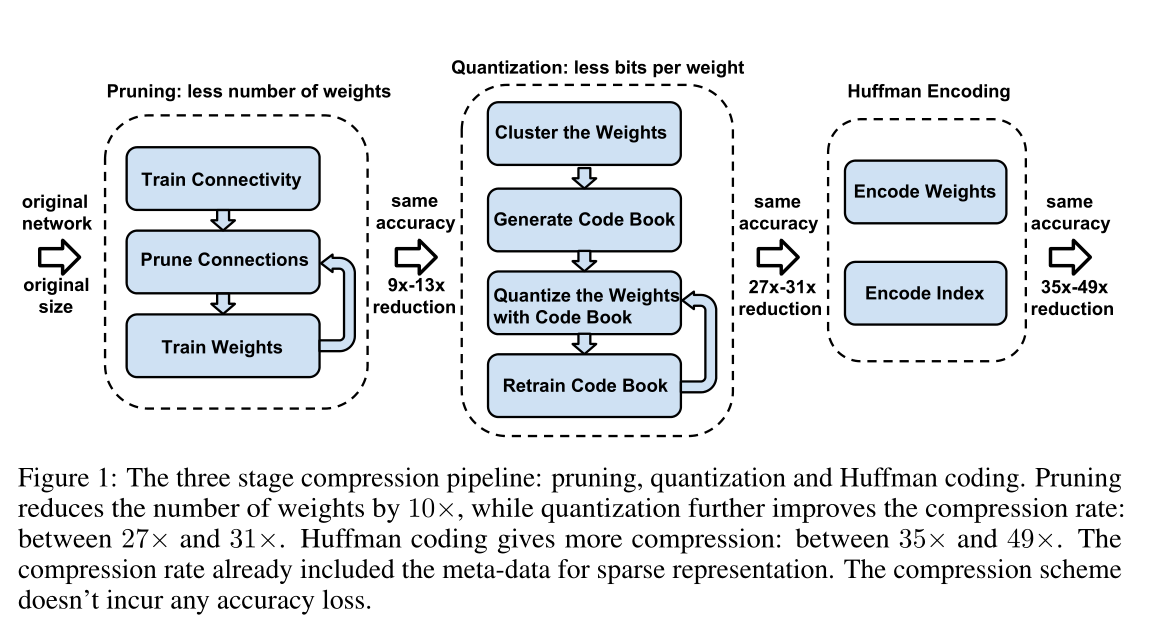 Pruning: less number of weights
Quantization: less bits per weight
Huffman Encoding
original
network
original
size
Train Connectivity
Prune Connections
Train Weights
same
accuracy
9x-13x
reduction
Cluster the Weights
Generate Code Book
Quantize the Weights
with Code Book
Retrain Code Book
same
accuracy
27x-31x
reduction
Encode Weights
Encode Index
same
accuracy
35x-49x
reduction
Figure 1: The three stage compression pipeline: pruning, quantization and Huffman coding. Pruning
reduces the number of weights by 10×, while quantization further improves the compression rate:
between 27× and 31×. Huffman coding gives more compression: between 35× and 49×. The
compression rate already included the meta-data for sparse representation. The compression scheme
doesn't incur any accuracy loss.